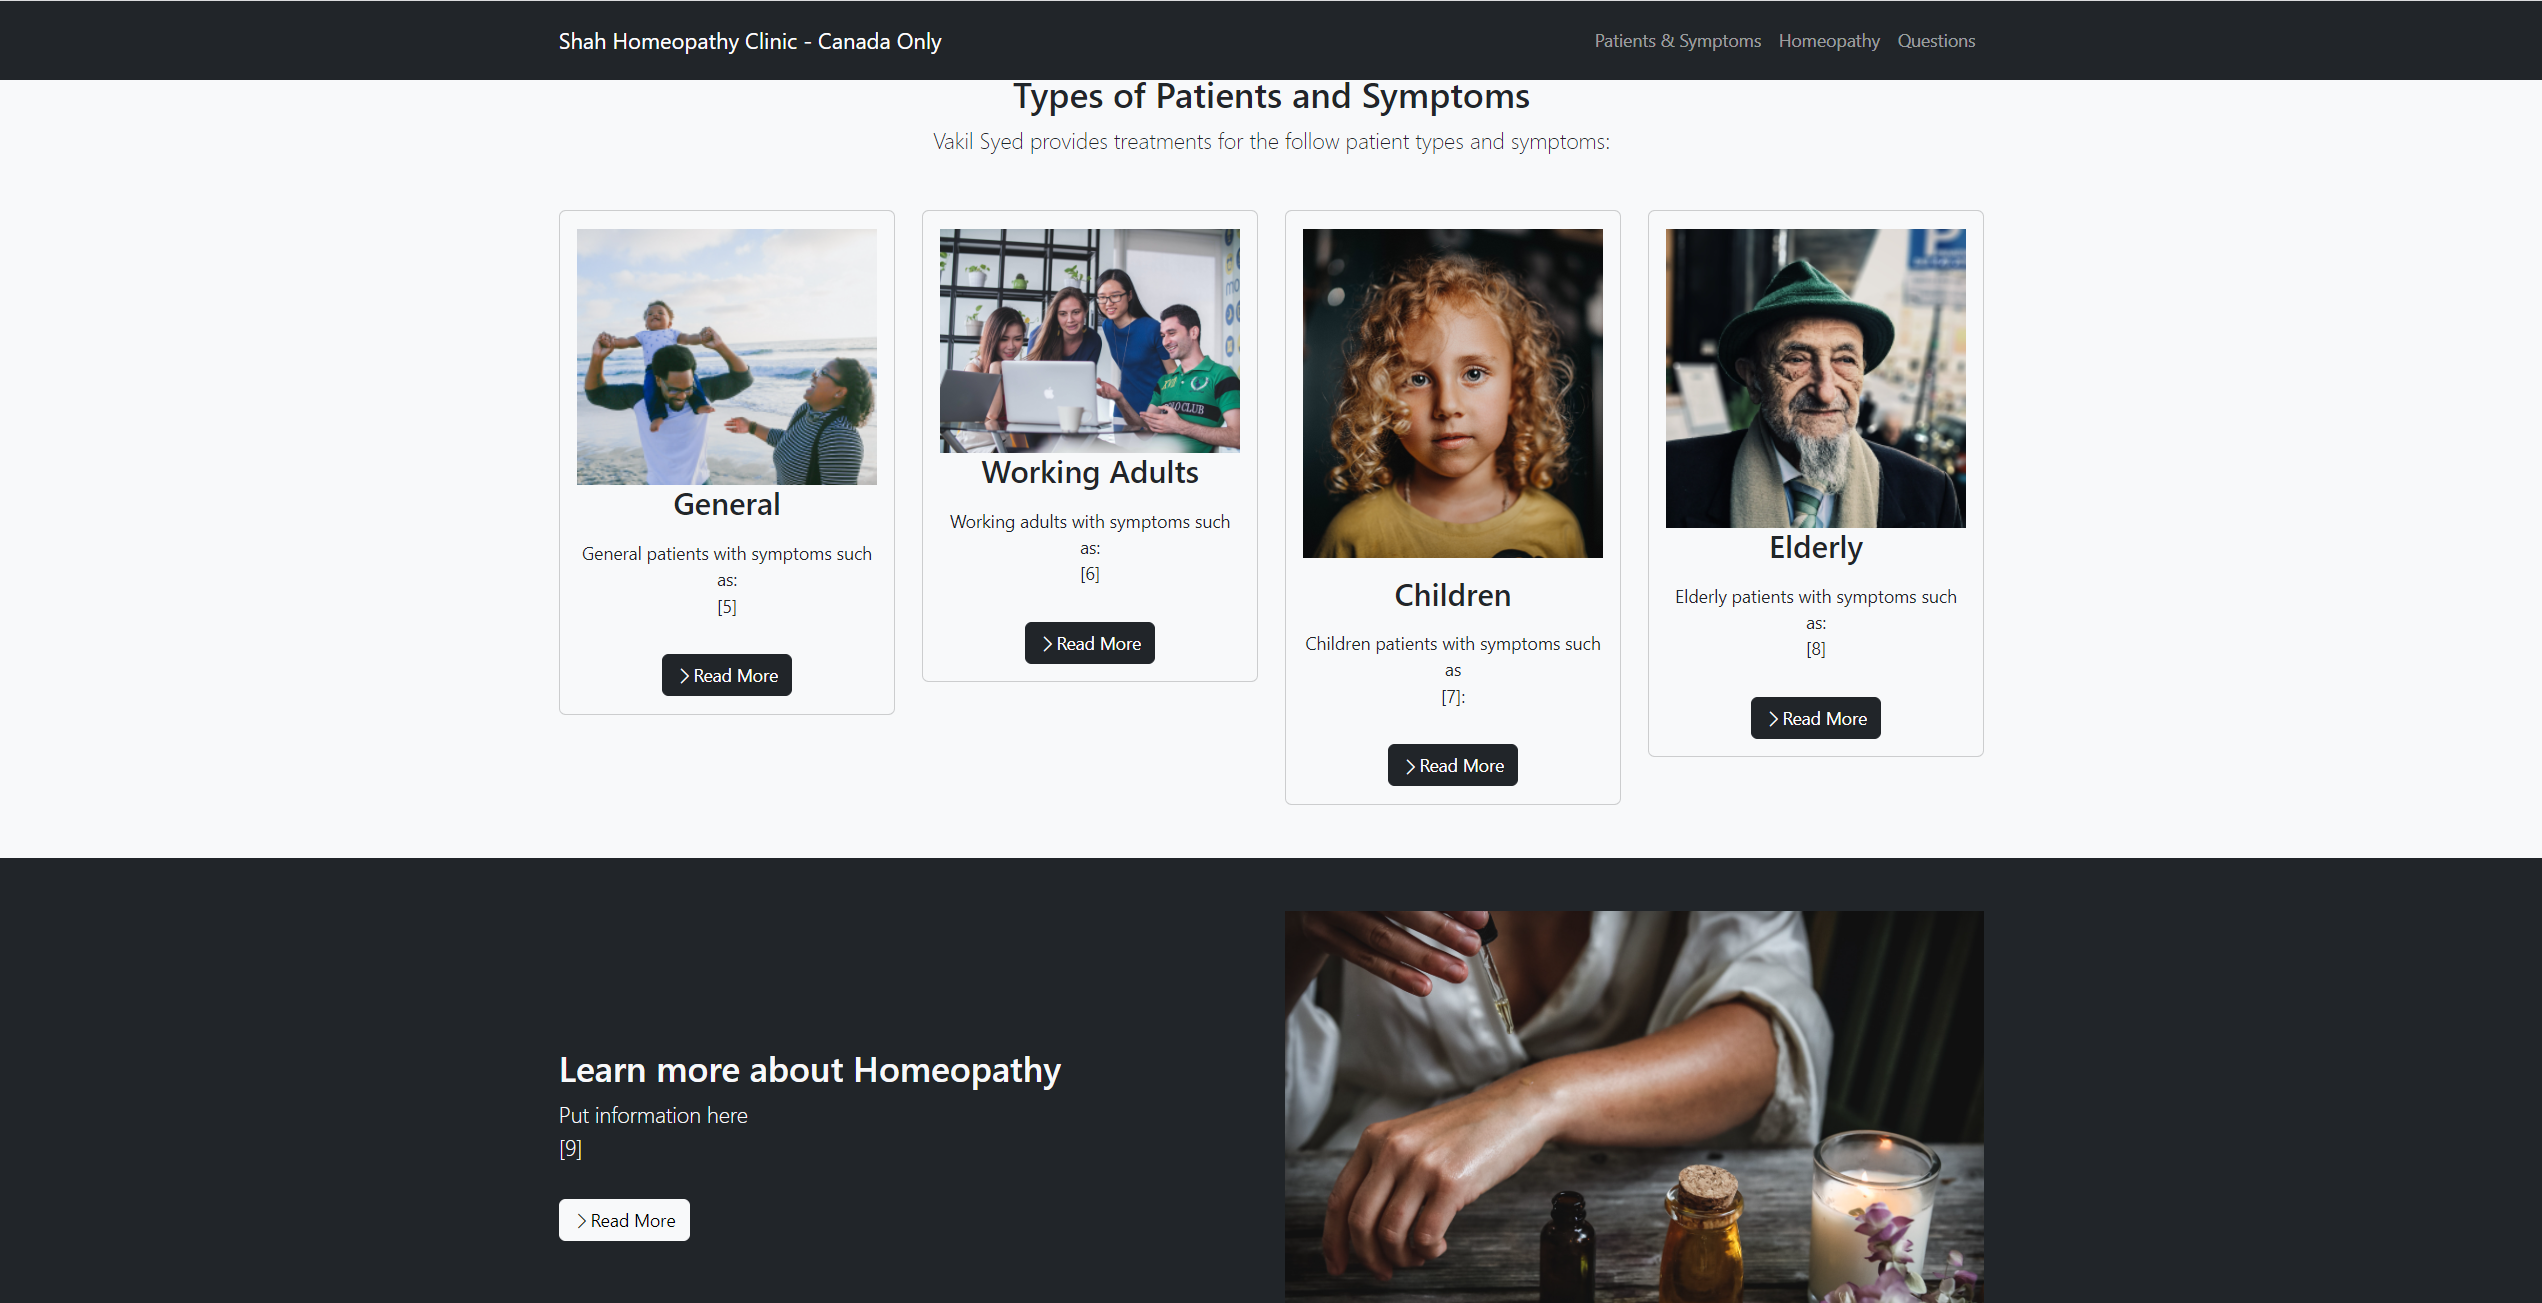 Shah Homeopathy Clinic - Canada Only
Patients & Symptoms
Homeopathy
Questions
Types of Patients and Symptoms
Vakil Syed provides treatments for the follow patient types and symptoms:
General
General patients with symptoms such
as:
[5]
Read More
Working Adults
Working adults with symptoms such
as:
[6]
Read More
Children
Children patients with symptoms such
as
[7]:
Read More
P
Elderly
Elderly patients with symptoms such
as:
[8]
Read More
Learn more about Homeopathy
Put information here
[9]
Read More